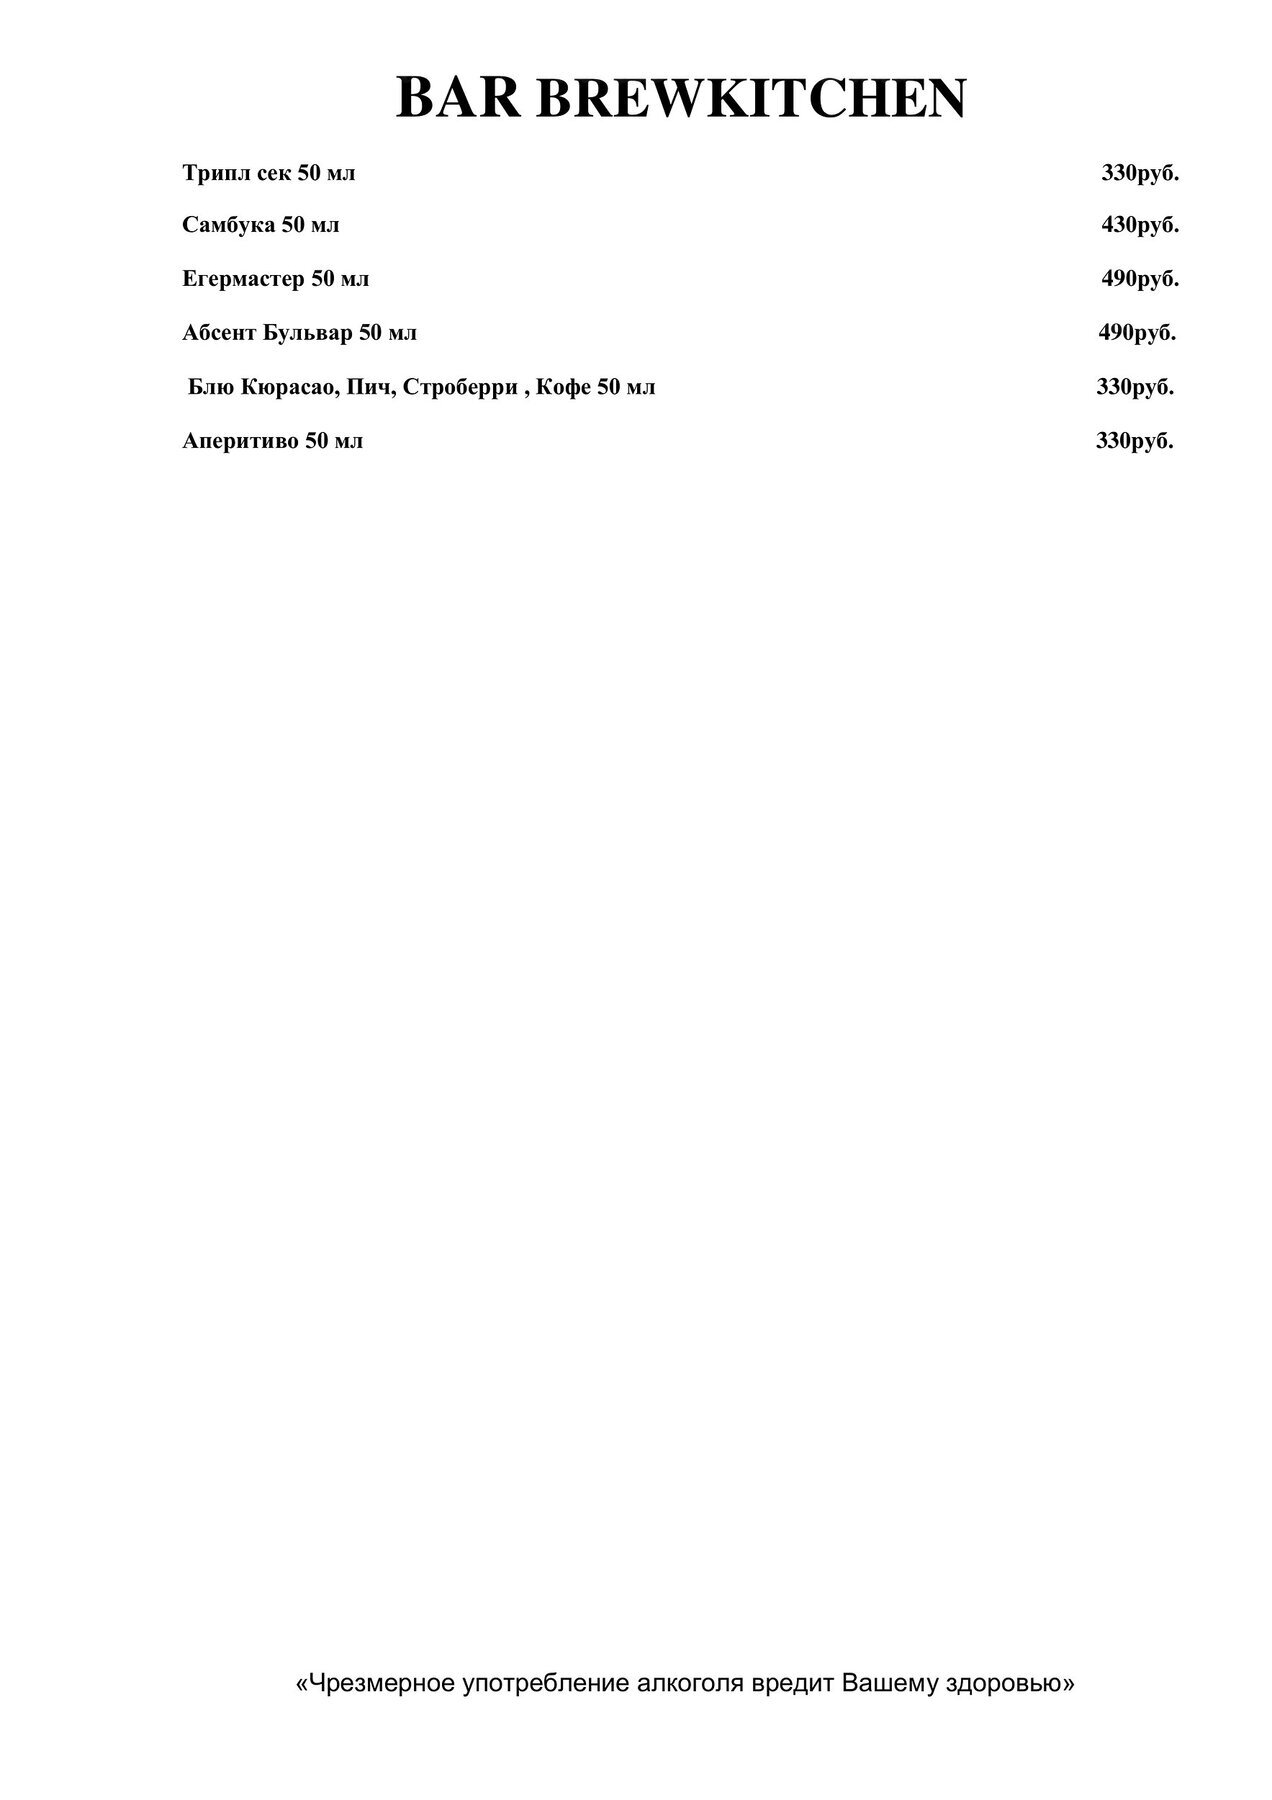 BAR BREWKITCHEN
Трипл сек 50 мл 330руб.
Самбука 50 мл 430руб.
Егермастер 50 мл 490руб.
Абсент Бульвар 50 мл 490руб.
Блю Кюрасао, Пич, Строберри , Кофе 50 мл 330руб.
Аперитиво 50 мл 330руб.
«Чрезмерное употребление алкоголя вредит Вашему здоровью»